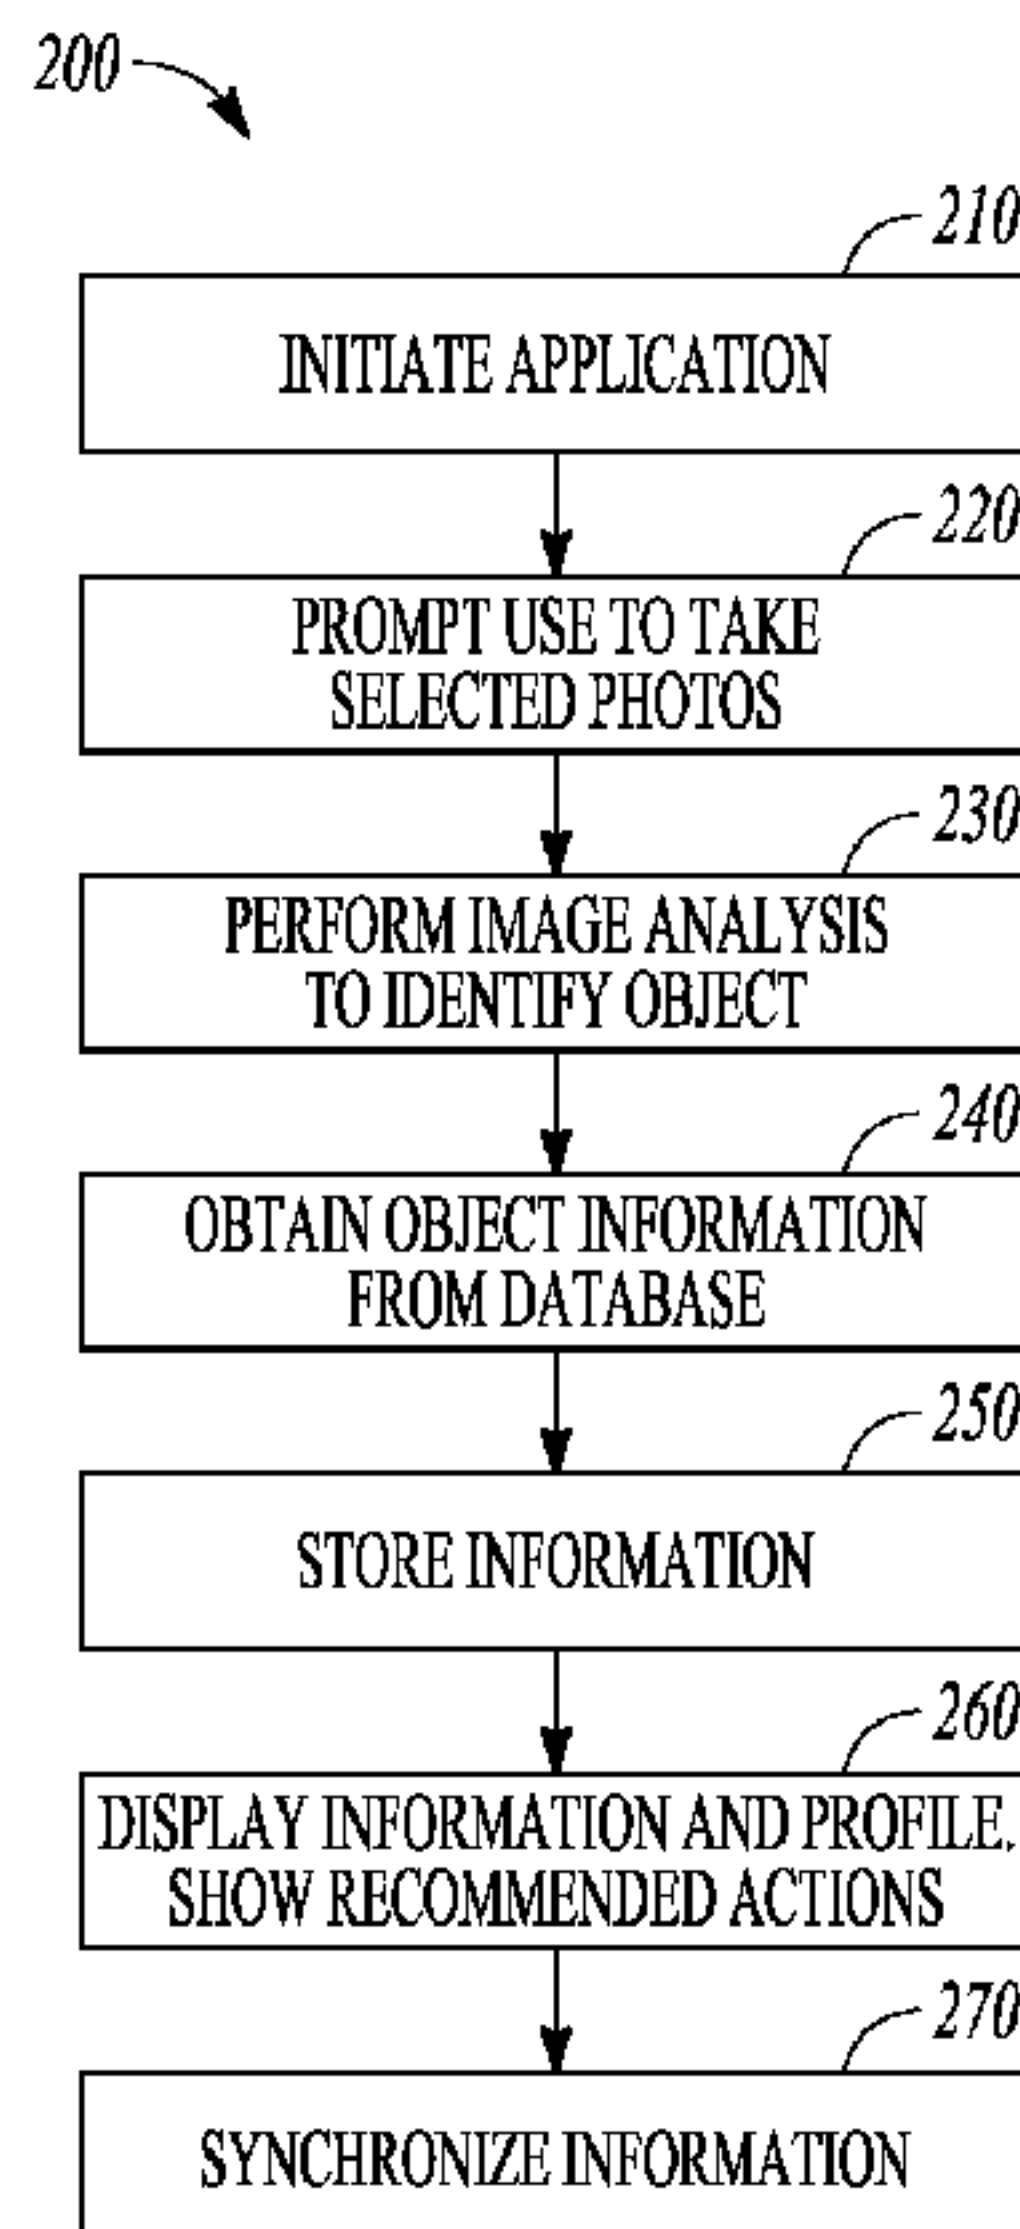 200
210
INITIATE APPLICATION
220
PROMPT USE TO TAKE
SELECTED PHOTOS
230
PERFORM IMAGE ANALYSIS
TO IDENTIFY OBJECT
240
OBTAIN OBJECT INFORMATION
FROM DATABASE
250
STORE INFORMATION
260
DISPLAY INFORMATION AND PROFILE.
SHOW RECOMMENDED ACTIONS
270
SYNCHRONIZE INFORMATION